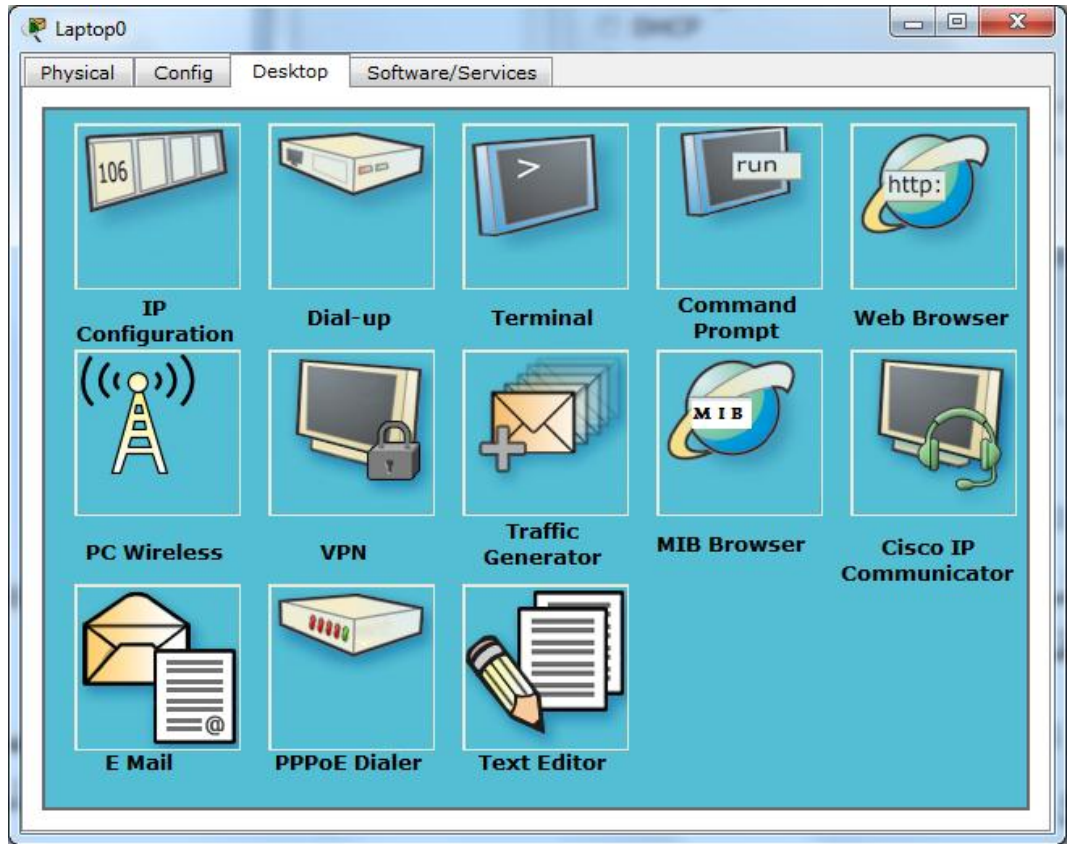 Laptop0
DHCP
Physical Config Desktop Software/Services
106
>
run
http:
IP Configuration
Dial-up
Terminal
Command Prompt
Web Browser
MIB
PC Wireless
VPN
Traffic Generator
MIB Browser
Cisco IP Communicator
@
E Mail
PPPoE Dialer
Text Editor